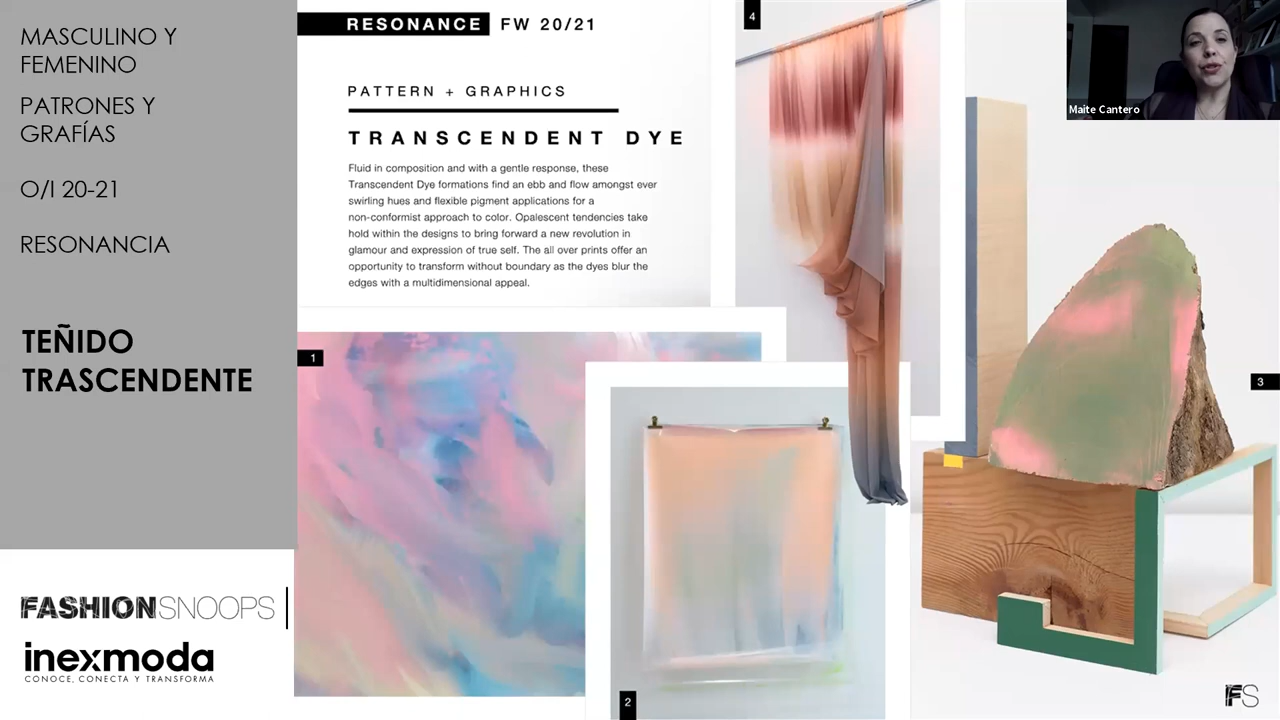 MASCULINO Y
FEMENINO
PATRONES Y
GRAFÍAS
O/I 20-21
RESONANCIA
TEÑIDO
TRASCENDENTE
FASHIONSNOOPS
inexmoda
CONOCE, CONECTA Y TRANSFORMA
RESONANCE FW 20/21
PATTERN + GRAPHICS
TRANSCENDENT DYE
Fluid in composition and with a gentle response, these
Transcendent Dye formations find an ebb and flow amongst ever
swirling hues and flexible pigment applications for a
non-conformist approach to color. Opalescent tendencies take
hold within the designs to bring forward a new revolution in
glamour and expression of true self. The all over prints offer an
opportunity to transform without boundary as the dyes blur the
edges with a multidimensional appeal.
1
2
4
3
Maite Cantero
FS